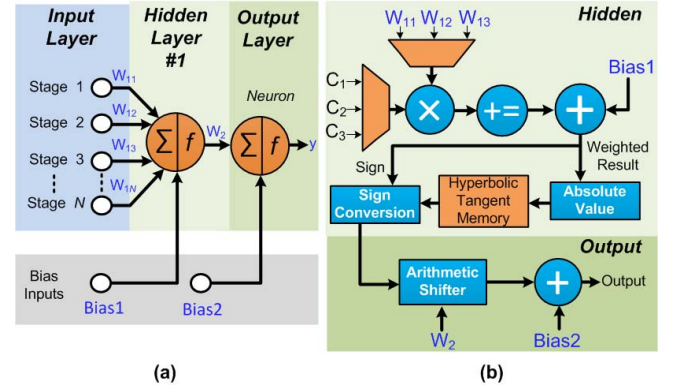 Input Layer
Hidden Layer #1
Output Layer
Stage 1
Stage 2
Stage 3
Stage N
W11
W12
W13
W1N
Σ f
W2
Neuron
Σ f
y
Bias Inputs
Bias1
Bias2
(a)
Hidden
W11 W12 W13
C1
C2
C3
×
+=
+
Bias1
Sign
Weighted Result
Sign Conversion
Hyperbolic Tangent Memory
Absolute Value
Output
Arithmetic Shifter
+
Output
W2
Bias2
(b)